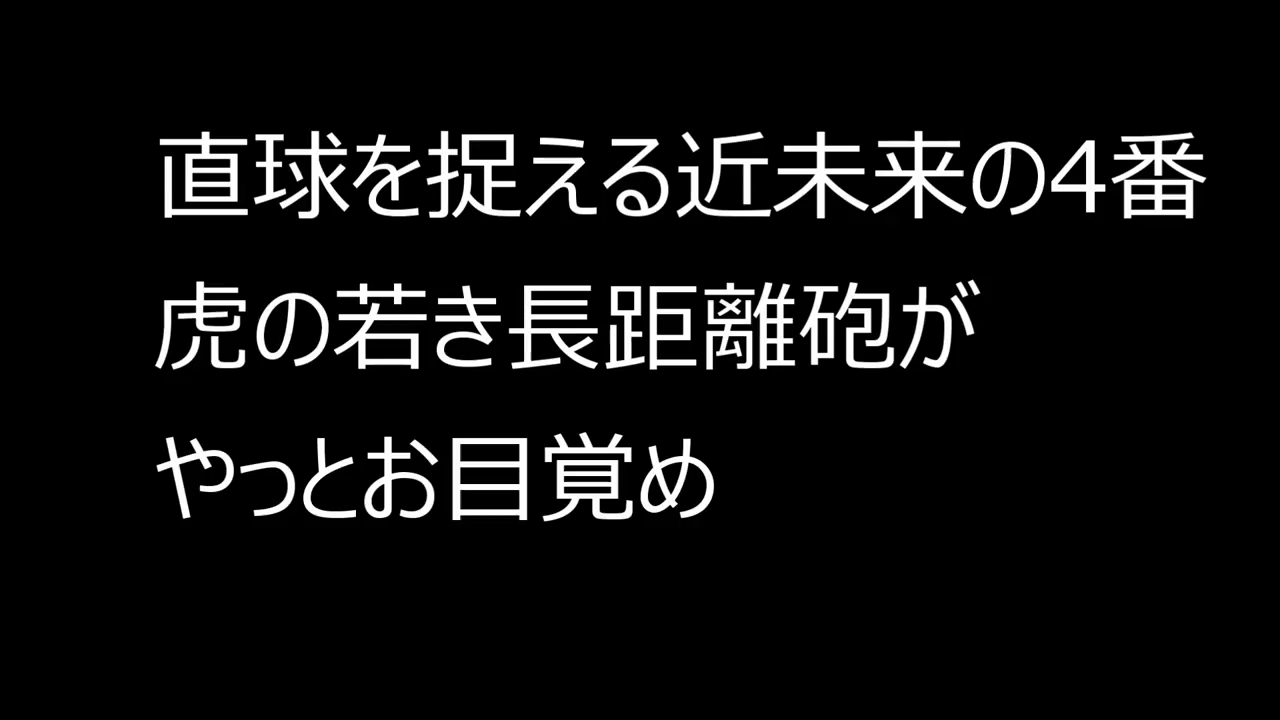 直球を捉える近未来の4番
虎の若き長距離砲が
やっとお目覚め